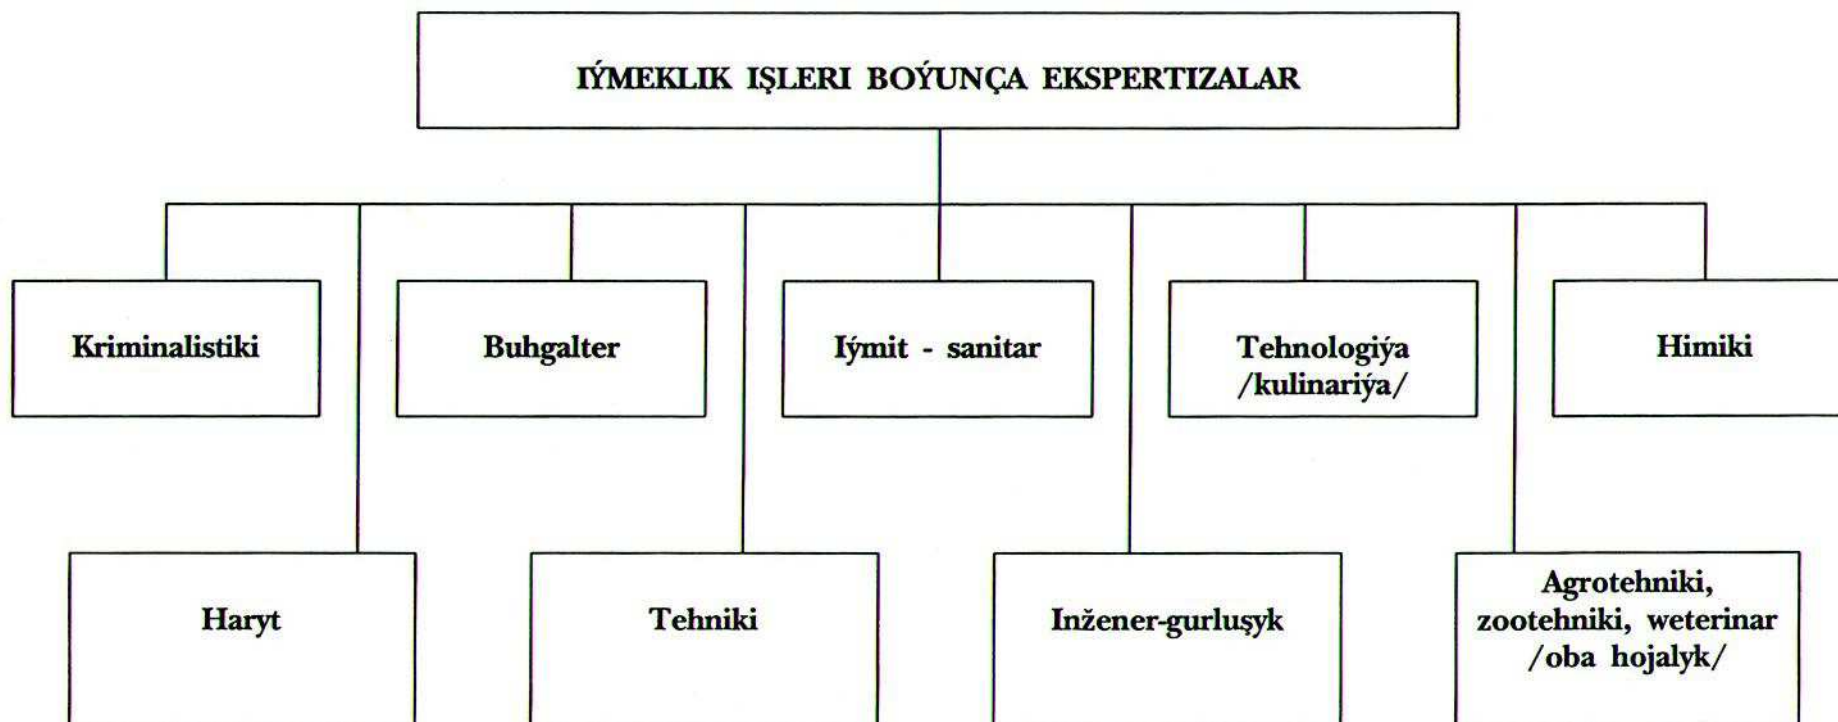 IÝMEKLIK IŞLERI BOÝUNÇA EKSPERTIZALAR
Kriminalistiki
Buhgalter
Iýmit - sanitar
Tehnologiýa
/kulinariýa/
Himiki
Haryt
Tehniki
Inžener-gurluşyk
Agrotehniki,
zootehniki, weterinar
/oba hojalyk/